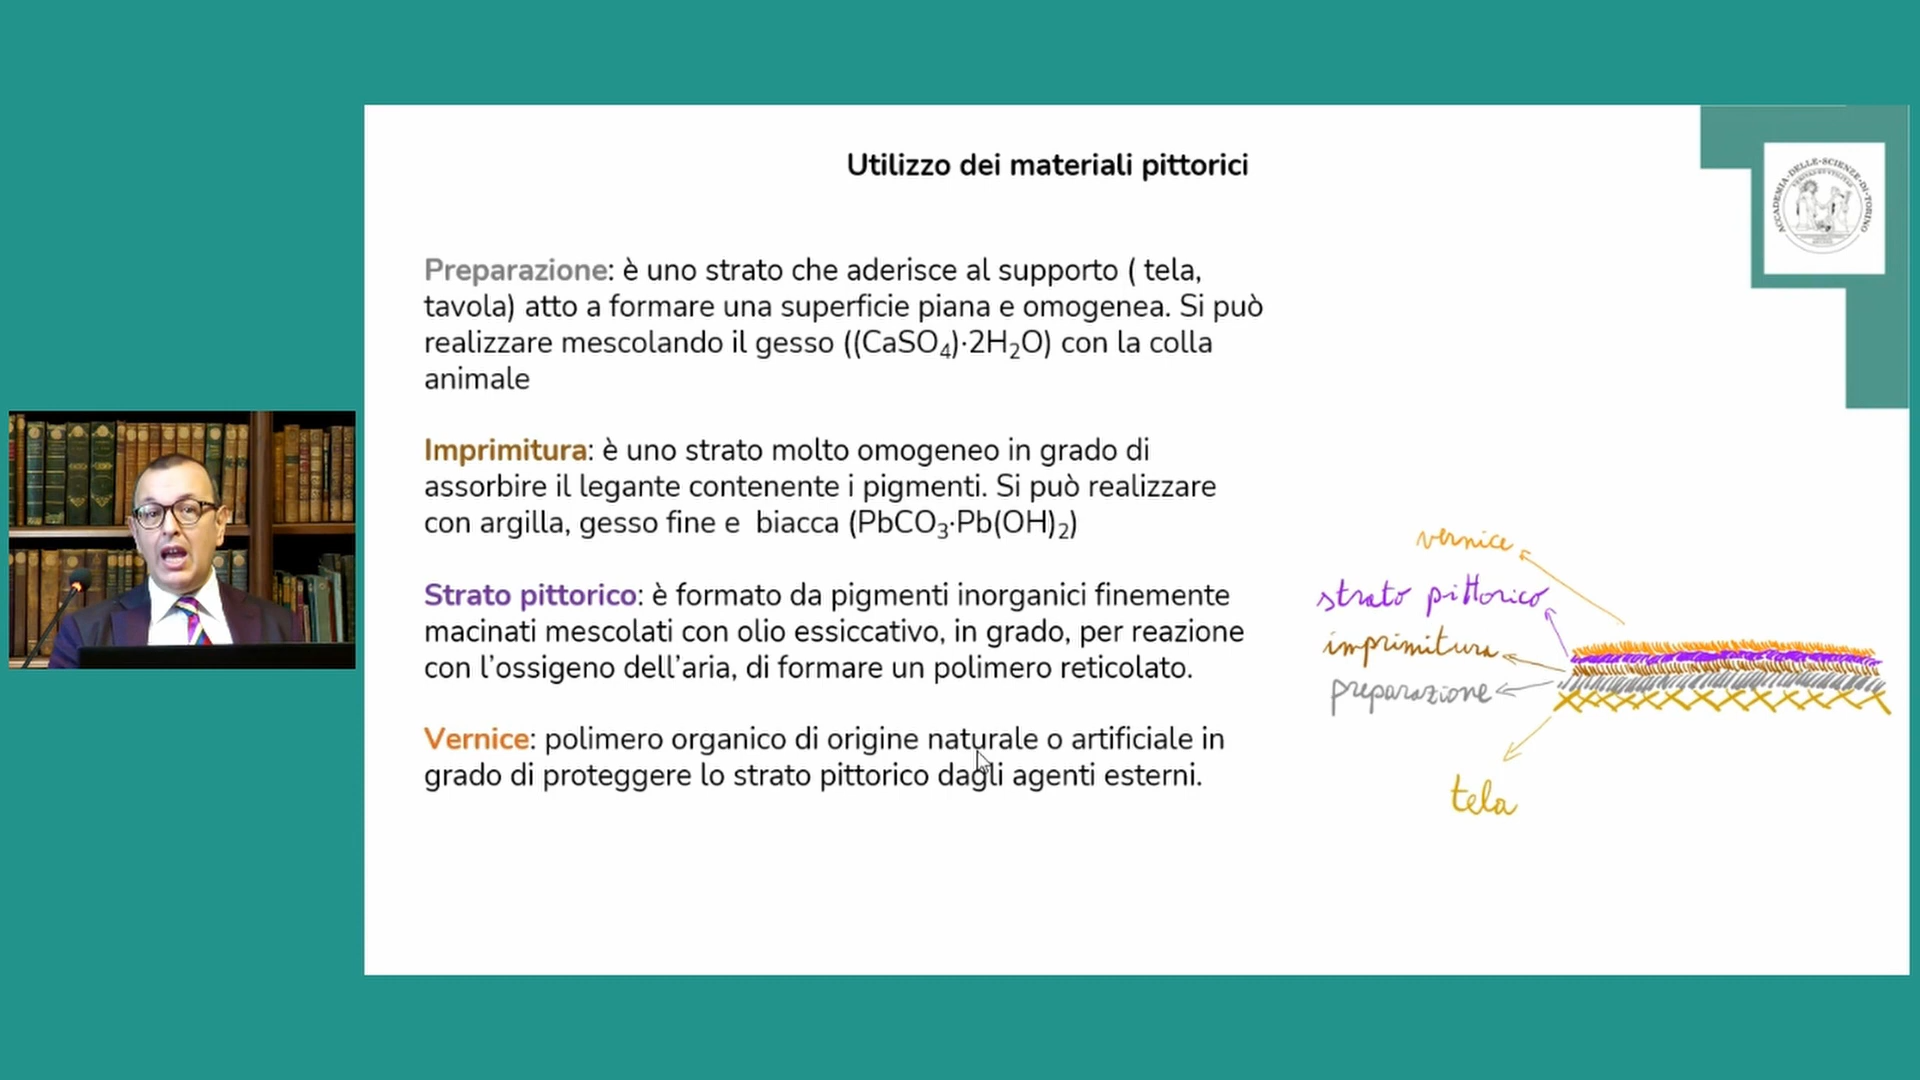 Utilizzo dei materiali pittorici
ACCADEMIA·DELLE·SCIENZE·DI·TORINO
Preparazione: è uno strato che aderisce al supporto ( tela,
tavola) atto a formare una superficie piana e omogenea. Si può
realizzare mescolando il gesso ((CaSO₄)·2H₂O) con la colla
animale
Imprimitura: è uno strato molto omogeneo in grado di
assorbire il legante contenente i pigmenti. Si può realizzare
con argilla, gesso fine e  biacca (PbCO₃·Pb(OH)₂)
Strato pittorico: è formato da pigmenti inorganici finemente
macinati mescolati con olio essiccativo, in grado, per reazione
con l’ossigeno dell’aria, di formare un polimero reticolato.
Vernice: polimero organico di origine naturale o artificiale in
grado di proteggere lo strato pittorico dagli agenti esterni.
vernice
strato pittorico
imprimitura
preparazione
tela